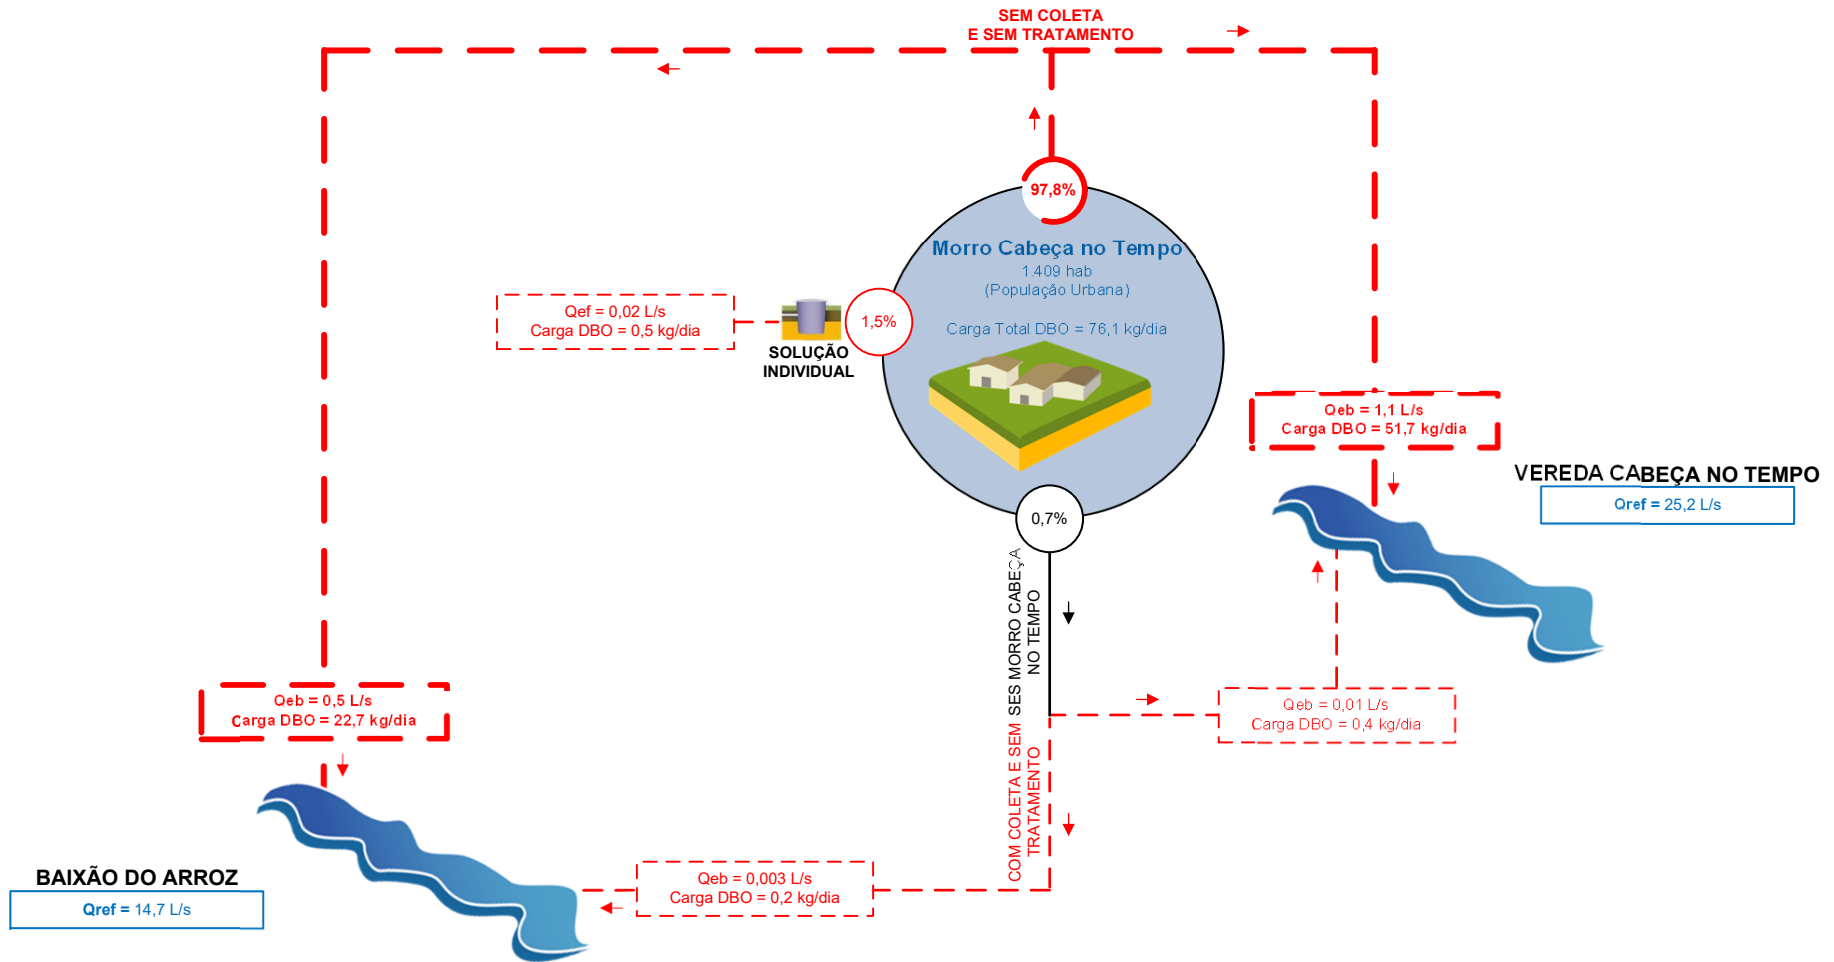 SEM COLETA
E SEM TRATAMENTO
97,8%
Morro Cabeça no Tempo
1.409 hab
(População Urbana)
Carga Total DBO = 76,1 kg/dia
Qef = 0,02 L/s
Carga DBO = 0,5 kg/dia
1,5%
SOLUÇÃO
INDIVIDUAL
Qeb = 1,1 L/s
Carga DBO = 51,7 kg/dia
VEREDA CABEÇA NO TEMPO
Qref = 25,2 L/s
0,7%
SES MORRO CABEÇA
NO TEMPO
COM COLETA E SEM
TRATAMENTO
Qeb = 0,5 L/s
Carga DBO = 22,7 kg/dia
Qeb = 0,01 L/s
Carga DBO = 0,4 kg/dia
BAIXÃO DO ARROZ
Qref = 14,7 L/s
Qeb = 0,003 L/s
Carga DBO = 0,2 kg/dia